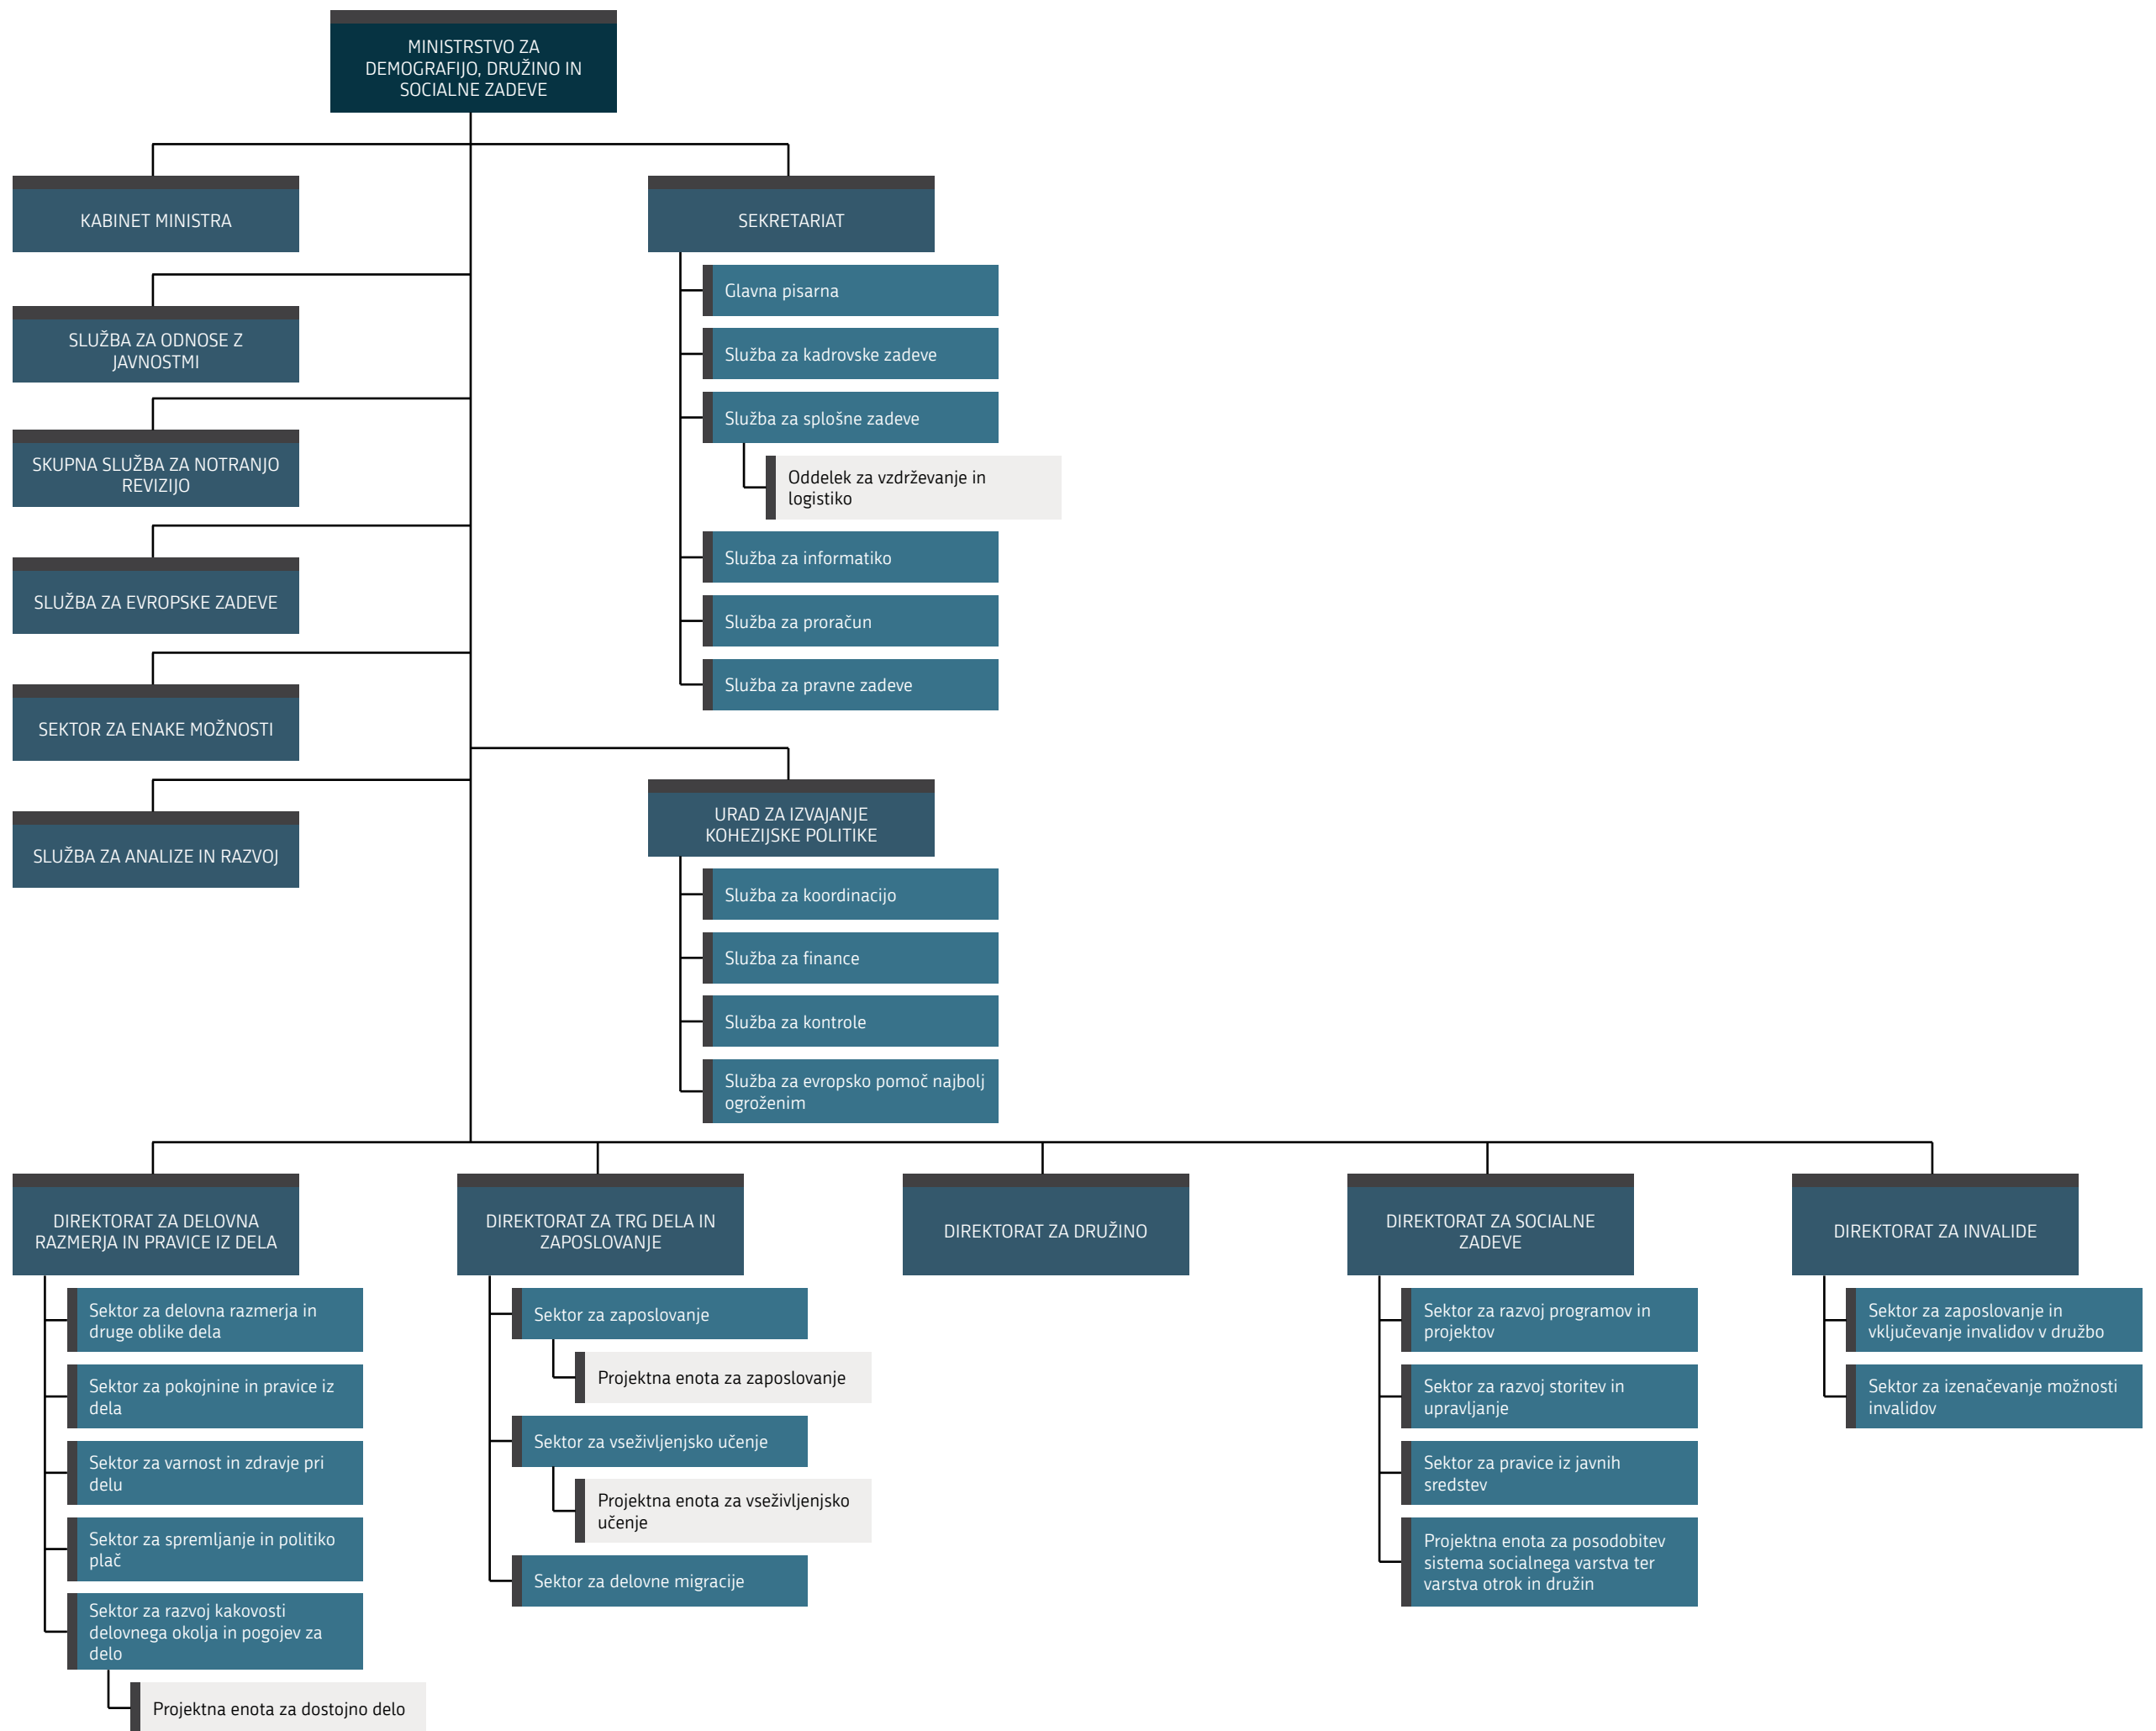 MINISTRSTVO ZA
DEMOGRAFIJO, DRUŽINO IN
SOCIALNE ZADEVE
KABINET MINISTRA
SLUŽBA ZA ODNOSE Z
JAVNOSTMI
SKUPNA SLUŽBA ZA NOTRANJO
REVIZIJO
SLUŽBA ZA EVROPSKE ZADEVE
SEKTOR ZA ENAKE MOŽNOSTI
SLUŽBA ZA ANALIZE IN RAZVOJ
SEKRETARIAT
Glavna pisarna
Služba za kadrovske zadeve
Služba za splošne zadeve
Oddelek za vzdrževanje in
logistiko
Služba za informatiko
Služba za proračun
Služba za pravne zadeve
URAD ZA IZVAJANJE
KOHEZIJSKE POLITIKE
Služba za koordinacijo
Služba za finance
Služba za kontrole
Služba za evropsko pomoč najbolj
ogroženim
DIREKTORAT ZA DELOVNA
RAZMERJA IN PRAVICE IZ DELA
Sektor za delovna razmerja in
druge oblike dela
Sektor za pokojnine in pravice iz
dela
Sektor za varnost in zdravje pri
delu
Sektor za spremljanje in politiko
plač
Sektor za razvoj kakovosti
delovnega okolja in pogojev za
delo
Projektna enota za dostojno delo
DIREKTORAT ZA TRG DELA IN
ZAPOSLOVANJE
Sektor za zaposlovanje
Projektna enota za zaposlovanje
Sektor za vseživljenjsko učenje
Projektna enota za vseživljenjsko
učenje
Sektor za delovne migracije
DIREKTORAT ZA DRUŽINO
DIREKTORAT ZA SOCIALNE
ZADEVE
Sektor za razvoj programov in
projektov
Sektor za razvoj storitev in
upravljanje
Sektor za pravice iz javnih
sredstev
Projektna enota za posodobitev
sistema socialnega varstva ter
varstva otrok in družin
DIREKTORAT ZA INVALIDE
Sektor za zaposlovanje in
vključevanje invalidov v družbo
Sektor za izenačevanje možnosti
invalidov